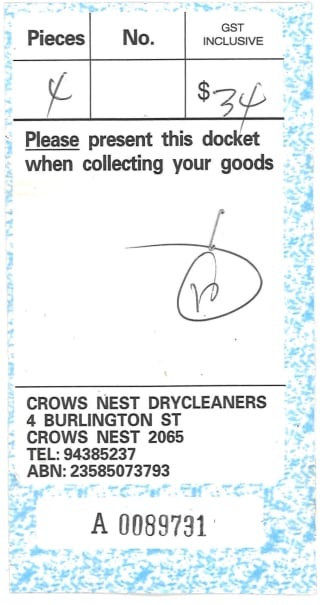 Pieces No. GST INCLUSIVE
4 $34
Please present this docket
when collecting your goods
CROWS NEST DRYCLEANERS
4 BURLINGTON ST
CROWS NEST 2065
TEL: 94385237
ABN: 23585073793
A 0089731